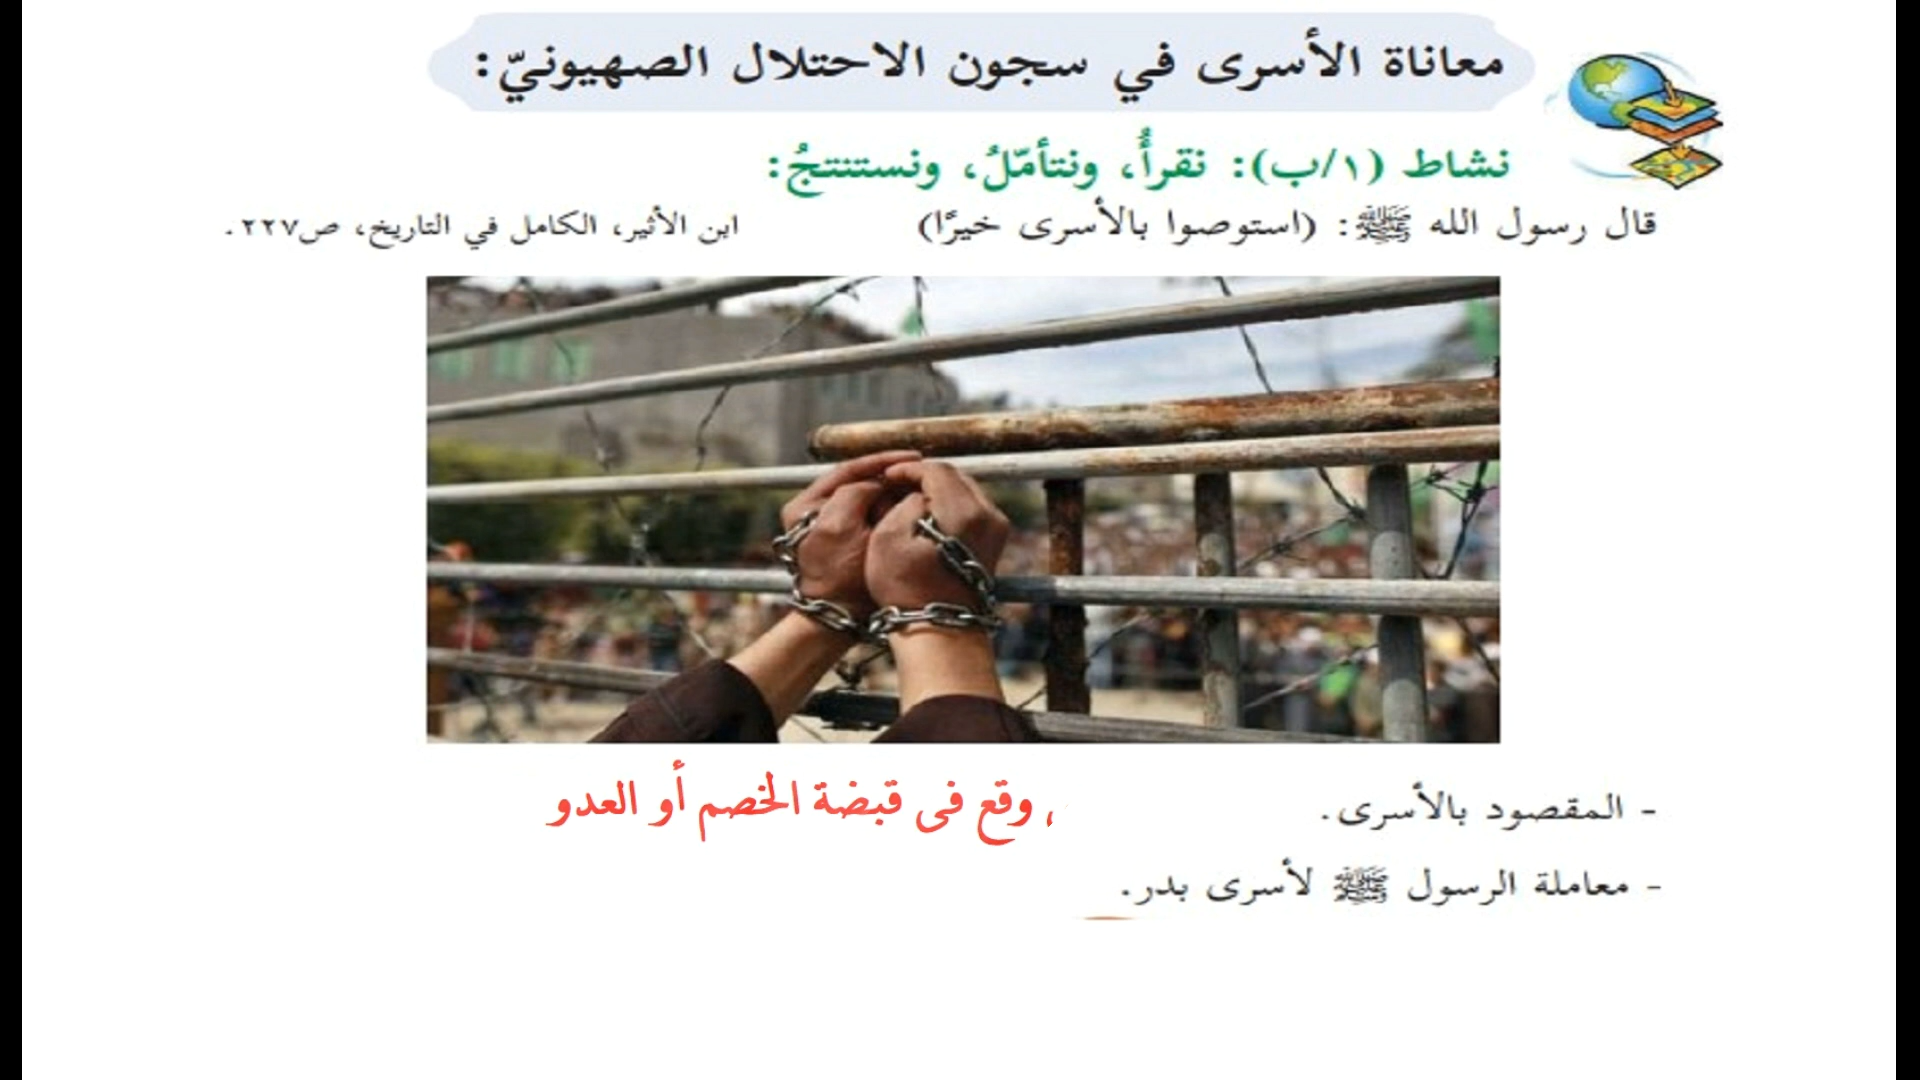 معاناة الأسرى في سجون الاحتلال الصهيونيّ:
نشاط (١/ب): نقرأُ، ونتأمّلُ، ونستنتجُ:
قال رسول الله ﷺ: (استوصوا بالأسرى خيرًا) ابن الأثير، الكامل في التاريخ، ص٢٢٧.
- المقصود بالأسرى. وقع فى قبضة الخصم أو العدو
- معاملة الرسول ﷺ لأسرى بدر.